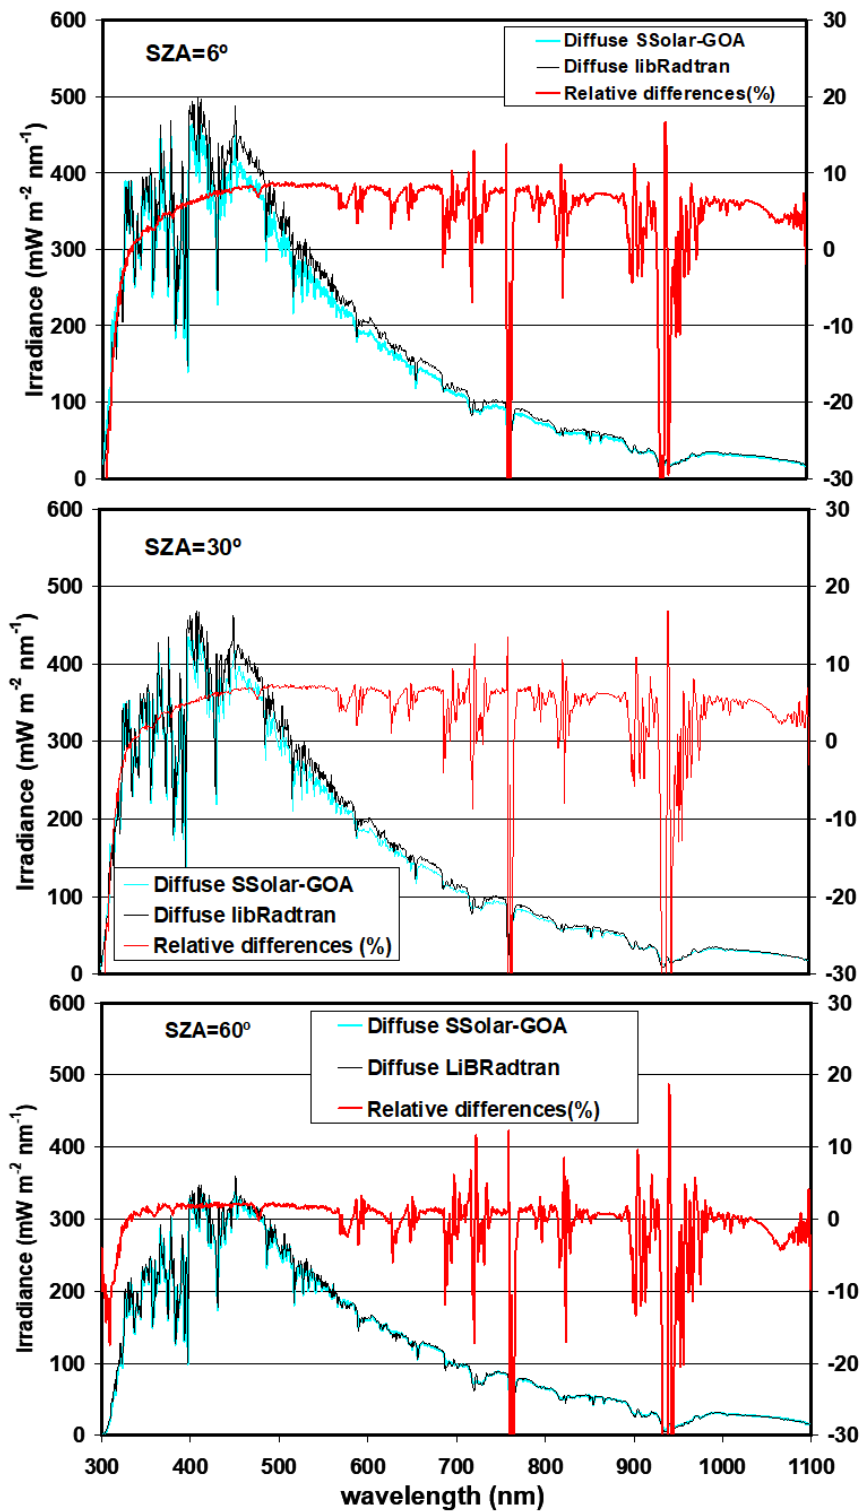 SZA=6º
Diffuse SSolar-GOA
Diffuse libRadtran
Relative differences(%)
Irradiance (mW m-2 nm-1)
600
500
400
300
200
100
0
30
20
10
0
-10
-20
-30
SZA=30º
Diffuse SSolar-GOA
Diffuse libRadtran
Relative differences (%)
Irradiance (mW m-2 nm-1)
600
500
400
300
200
100
0
30
20
10
0
-10
-20
-30
SZA=60º
Diffuse SSolar-GOA
Diffuse LiBRadtran
Relative differences(%)
Irradiance (mW m-2 nm-1)
600
500
400
300
200
100
0
30
20
10
0
-10
-20
-30
300 400 500 600 700 800 900 1000 1100
wavelength (nm)